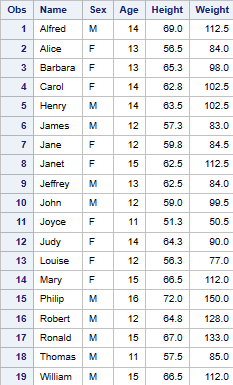 Obs Name Sex Age Height Weight
1 Alfred M 14 69.0 112.5
2 Alice F 13 56.5 84.0
3 Barbara F 13 65.3 98.0
4 Carol F 14 62.8 102.5
5 Henry M 14 63.5 102.5
6 James M 12 57.3 83.0
7 Jane F 12 59.8 84.5
8 Janet F 15 62.5 112.5
9 Jeffrey M 13 62.5 84.0
10 John M 12 59.0 99.5
11 Joyce F 11 51.3 50.5
12 Judy F 14 64.3 90.0
13 Louise F 12 56.3 77.0
14 Mary F 15 66.5 112.0
15 Philip M 16 72.0 150.0
16 Robert M 12 64.8 128.0
17 Ronald M 15 67.0 133.0
18 Thomas M 11 57.5 85.0
19 William M 15 66.5 112.0